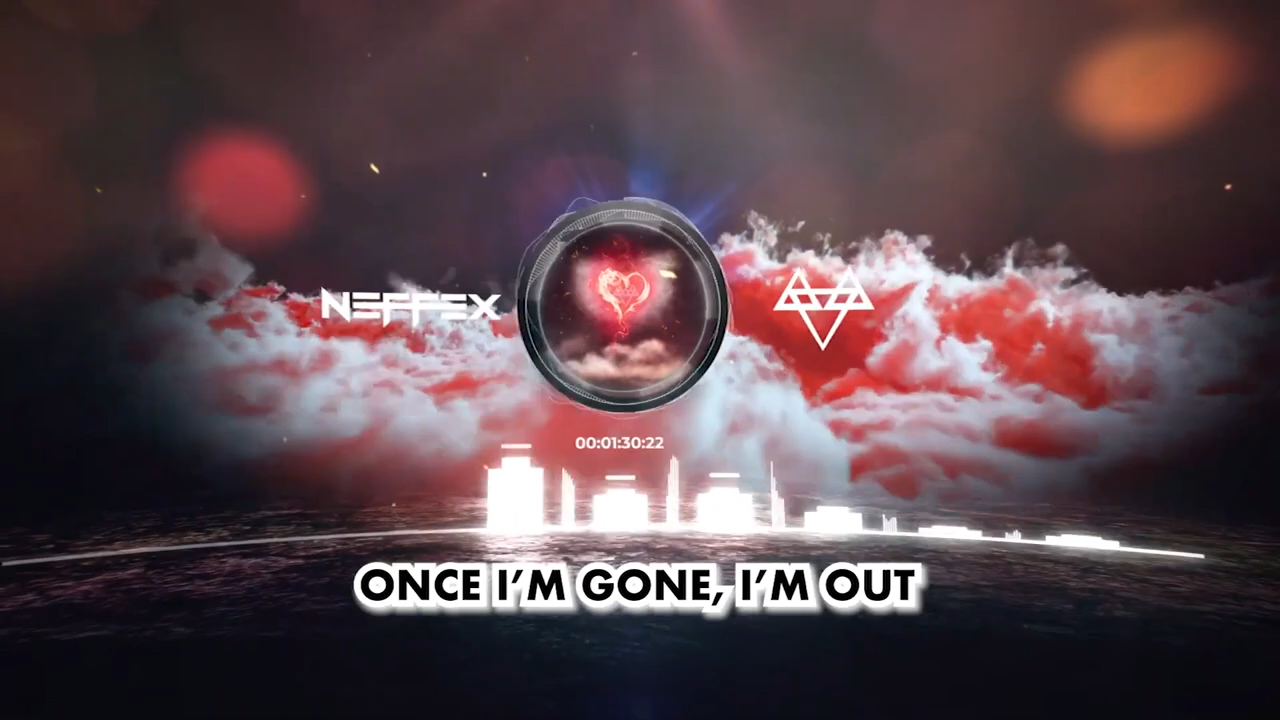 NEFFEX
00:01:30:22
ONCE I’M GONE, I’M OUT